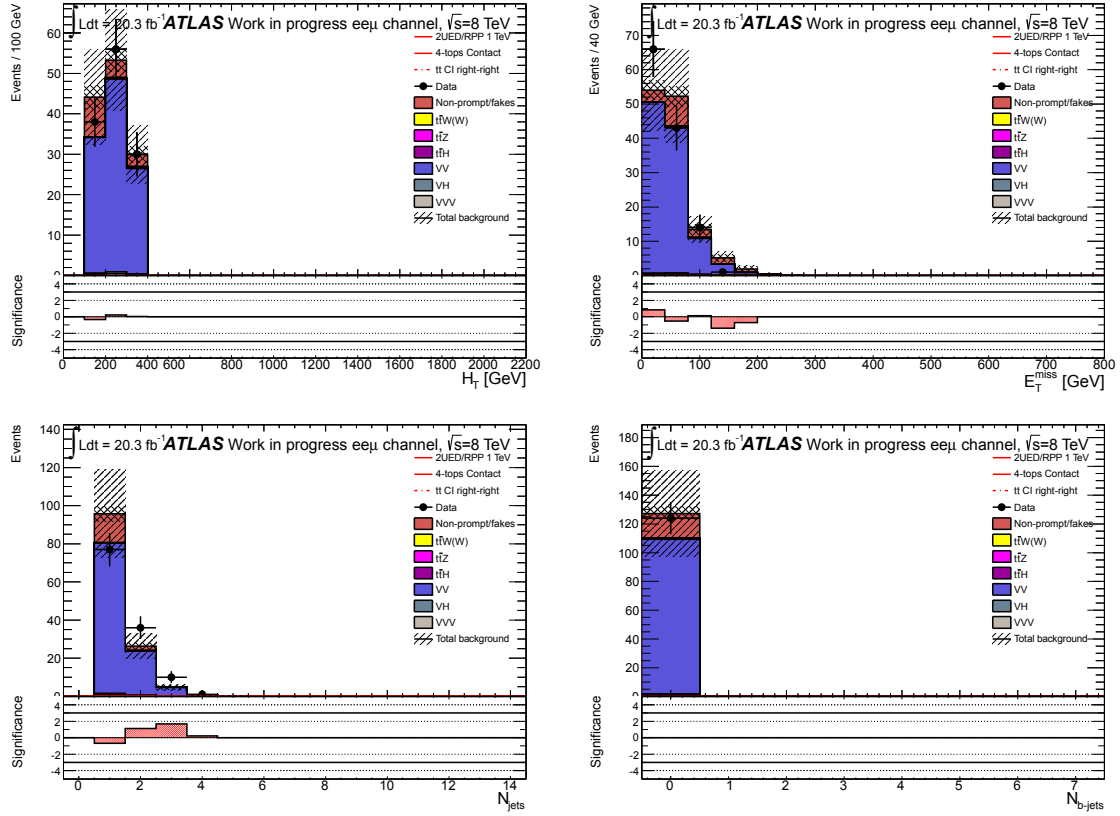 ∫ Ldt = 20.3 fb⁻¹ ATLAS Work in progress eeμ channel, √s=8 TeV
Events / 100 GeV
60
50
40
30
20
10
0
2UED/RPP 1 TeV
4-tops Contact
tt CI right-right
Data
Non-prompt/fakes
tt̄W(W)
tt̄Z
tt̄H
VV
VH
VVV
Total background
Significance
4
2
0
-2
-4
0 200 400 600 800 1000 1200 1400 1600 1800 2000 2200
H_T [GeV]
∫ Ldt = 20.3 fb⁻¹ ATLAS Work in progress eeμ channel, √s=8 TeV
Events / 40 GeV
70
60
50
40
30
20
10
0
2UED/RPP 1 TeV
4-tops Contact
tt CI right-right
Data
Non-prompt/fakes
tt̄W(W)
tt̄Z
tt̄H
VV
VH
VVV
Total background
Significance
4
2
0
-2
-4
0 100 200 300 400 500 600 700 800
E_T^miss [GeV]
∫ Ldt = 20.3 fb⁻¹ ATLAS Work in progress eeμ channel, √s=8 TeV
Events
140
120
100
80
60
40
20
0
2UED/RPP 1 TeV
4-tops Contact
tt CI right-right
Data
Non-prompt/fakes
tt̄W(W)
tt̄Z
tt̄H
VV
VH
VVV
Total background
Significance
4
2
0
-2
-4
0 2 4 6 8 10 12 14
N_jets
∫ Ldt = 20.3 fb⁻¹ ATLAS Work in progress eeμ channel, √s=8 TeV
Events
180
160
140
120
100
80
60
40
20
0
2UED/RPP 1 TeV
4-tops Contact
tt CI right-right
Data
Non-prompt/fakes
tt̄W(W)
tt̄Z
tt̄H
VV
VH
VVV
Total background
Significance
4
2
0
-2
-4
0 1 2 3 4 5 6 7
N_b-jets